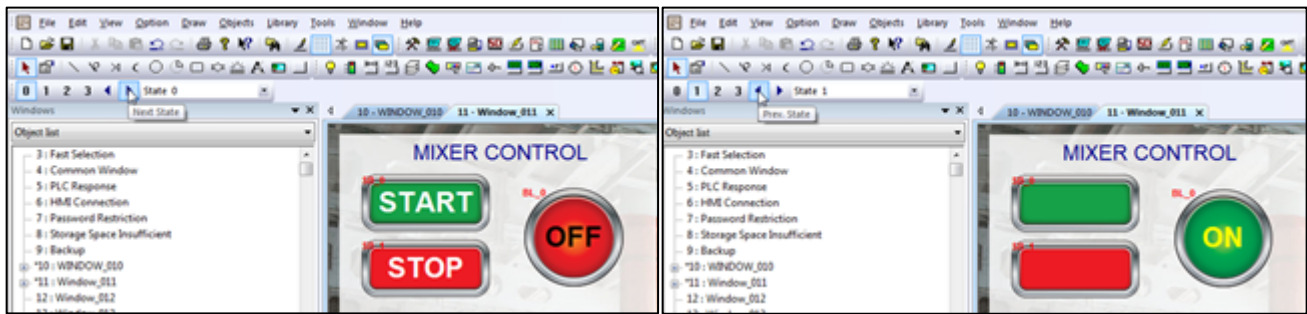 File Edit View Option Draw Objects Library Tools Window Help
0 1 2 3 State 0
Next State
Windows
10 - WINDOW_010 11 - Window_011
Object list
3 : Fast Selection
4 : Common Window
5 : PLC Response
6 : HMI Connection
7 : Password Restriction
8 : Storage Space Insufficient
9 : Backup
*10 : WINDOW_010
*11 : Window_011
12 : Window_012
MIXER CONTROL
START
BL_0
OFF
STOP
File Edit View Option Draw Objects Library Tools Window Help
0 1 2 3 State 1
Prev. State
Windows
10 - WINDOW_010 11 - Window_011
Object list
3 : Fast Selection
4 : Common Window
5 : PLC Response
6 : HMI Connection
7 : Password Restriction
8 : Storage Space Insufficient
9 : Backup
*10 : WINDOW_010
*11 : Window_011
12 : Window_012
MIXER CONTROL
BL_0
ON